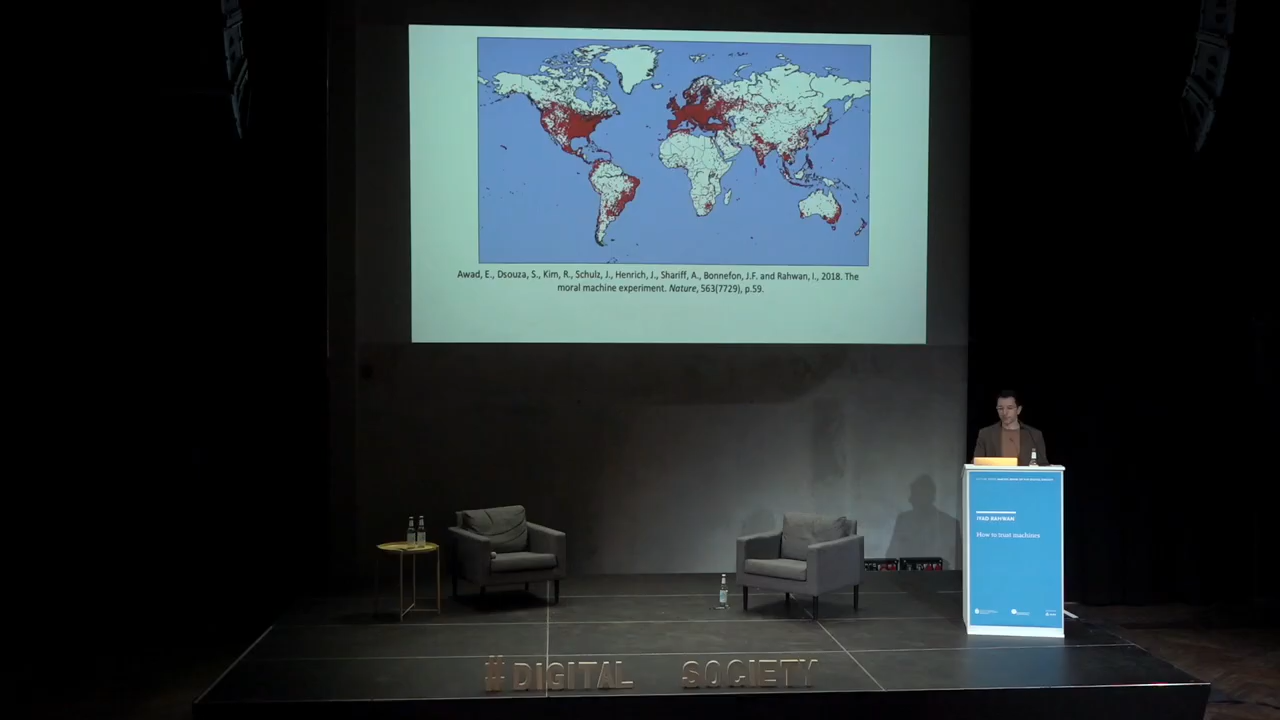 Awad, E., Dsouza, S., Kim, R., Schulz, J., Henrich, J., Shariff, A., Bonnefon, J.F. and Rahwan, I., 2018. The
moral machine experiment. Nature, 563(7729), p.59.
IYAD RAHWAN
How to trust machines
#DIGITAL SOCIETY